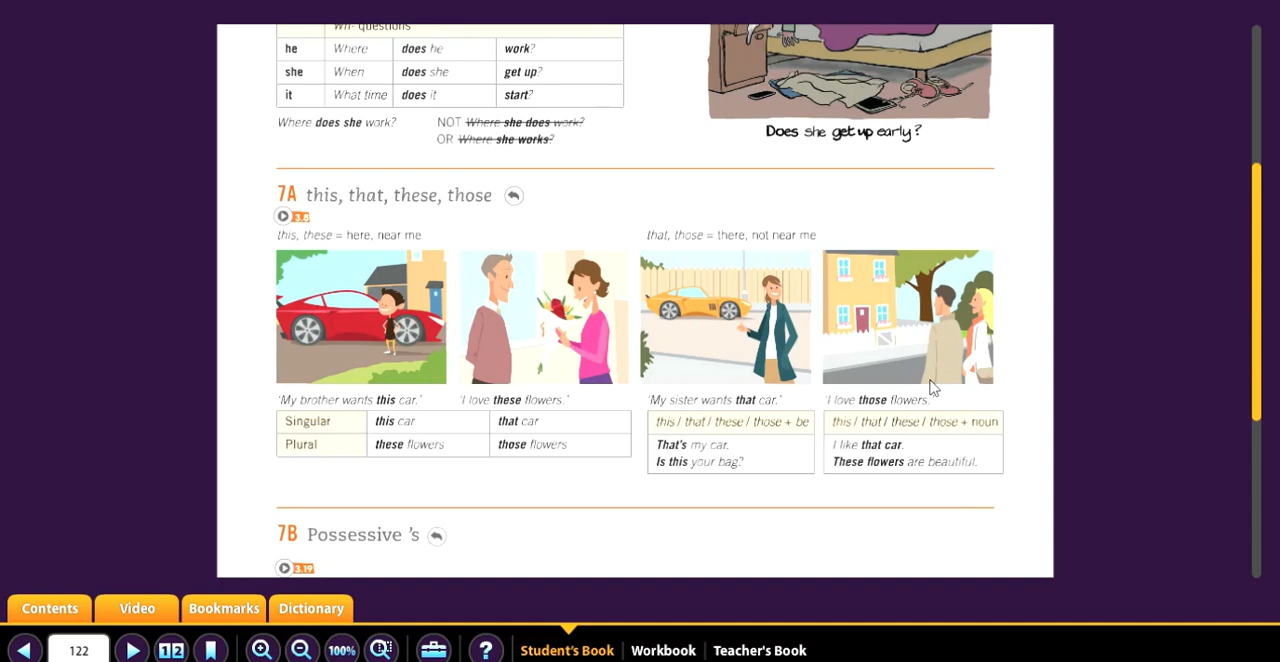 Wh- questions
he Where does he work?
she When does she get up?
it What time does it start?
Where does she work? NOT Where she does work?
OR Where she works?
Does she get up early?
7A this, that, these, those
3.8
this, these = here, near me
that, those = there, not near me
'My brother wants this car.' 'I love these flowers.' 'My sister wants that car.' 'I love those flowers.'
Singular this car that car
Plural these flowers those flowers
this / that / these / those + be
That's my car.
Is this your bag?
this / that / these / those + noun
I like that car.
These flowers are beautiful.
7B Possessive 's
3.19
Contents Video Bookmarks Dictionary
122 12 100% ? Student's Book Workbook Teacher's Book